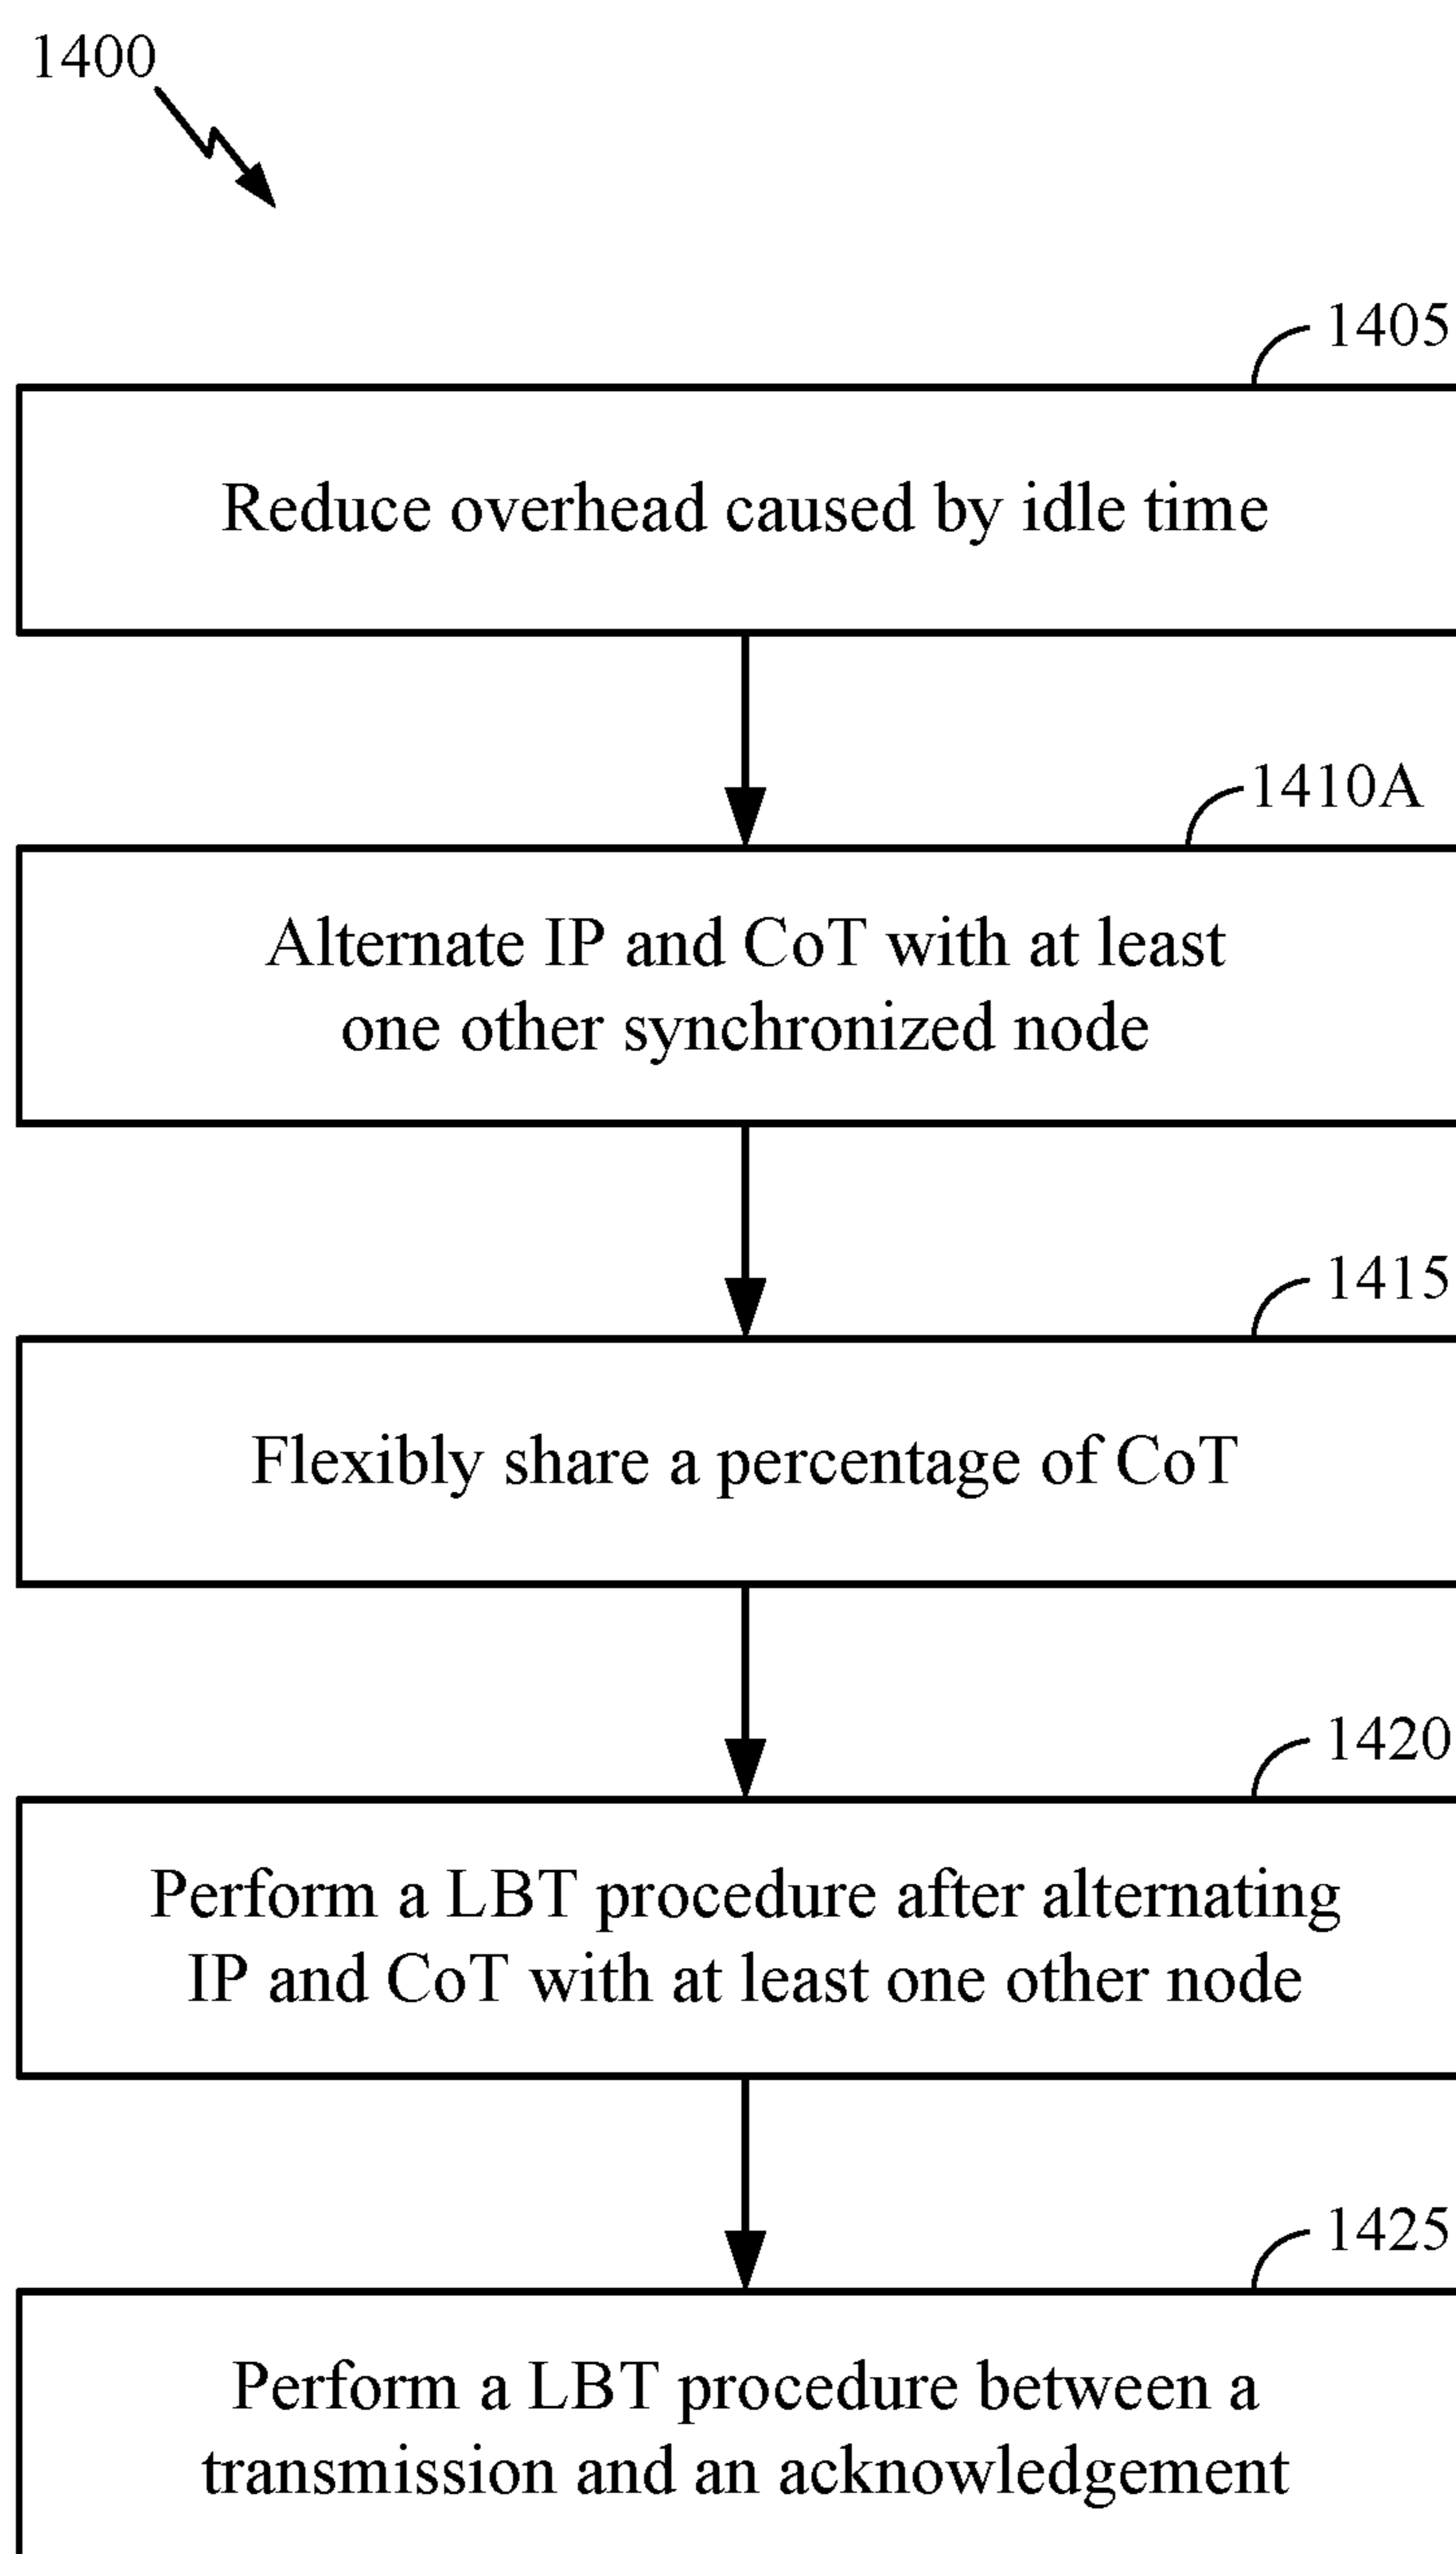 1400
1405
Reduce overhead caused by idle time
1410A
Alternate IP and CoT with at least
one other synchronized node
1415
Flexibly share a percentage of CoT
1420
Perform a LBT procedure after alternating
IP and CoT with at least one other node
1425
Perform a LBT procedure between a
transmission and an acknowledgement